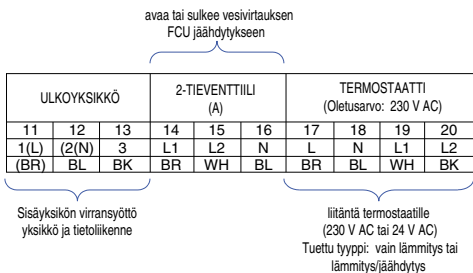 avaa tai sulkee vesivirtauksen
FCU jäähdytykseen
ULKOYKSIKKÖ
2-TIEVENTTIILI
(A)
TERMOSTAATTI
(Oletusarvo: 230 V AC)
11 12 13 14 15 16 17 18 19 20
1(L) (2(N) 3 L1 L2 N L N L1 L2
(BR) BL BK BR WH BL BR BL WH BK
Sisäyksikön virransyöttö
yksikkö ja tietoliikenne
liitäntä termostaatille
(230 V AC tai 24 V AC)
Tuettu tyyppi: vain lämmitys tai
lämmitys/jäähdytys